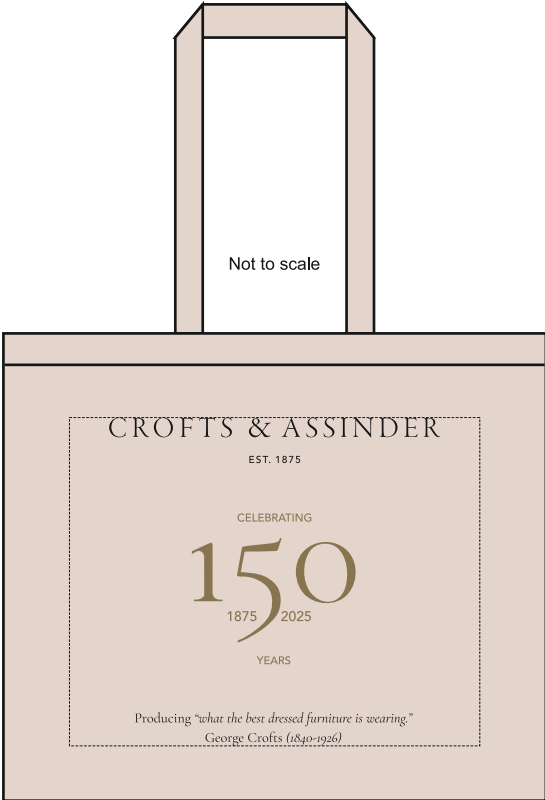 Not to scale
CROFTS & ASSINDER
EST. 1875
CELEBRATING
150
1875 2025
YEARS
Producing “what the best dressed furniture is wearing.”
George Crofts (1840-1926)